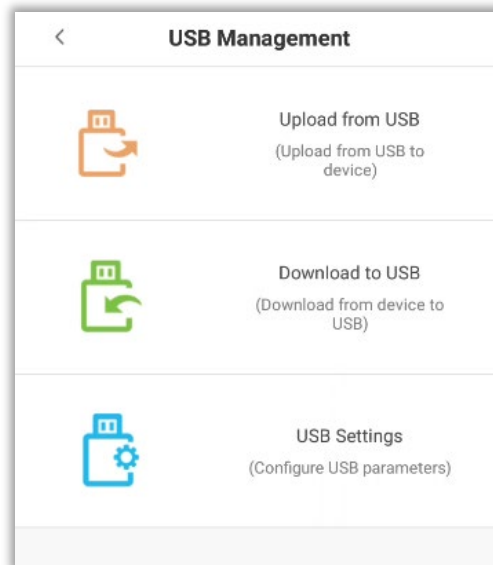 USB Management
Upload from USB
(Upload from USB to
device)
Download to USB
(Download from device to
USB)
USB Settings
(Configure USB parameters)